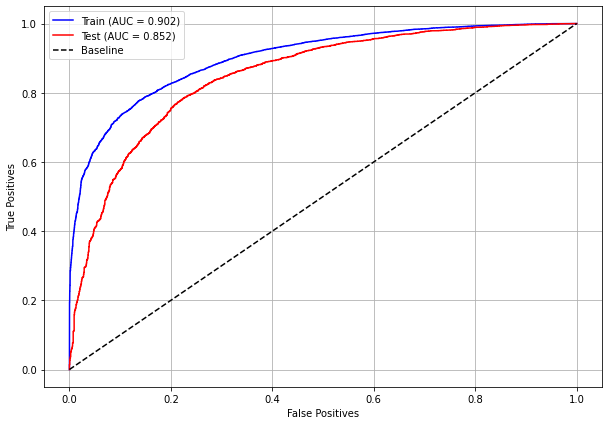 Train (AUC = 0.902)
Test (AUC = 0.852)
Baseline
1.0
0.8
0.6
0.4
0.2
0.0
True Positives
0.0 0.2 0.4 0.6 0.8 1.0
False Positives